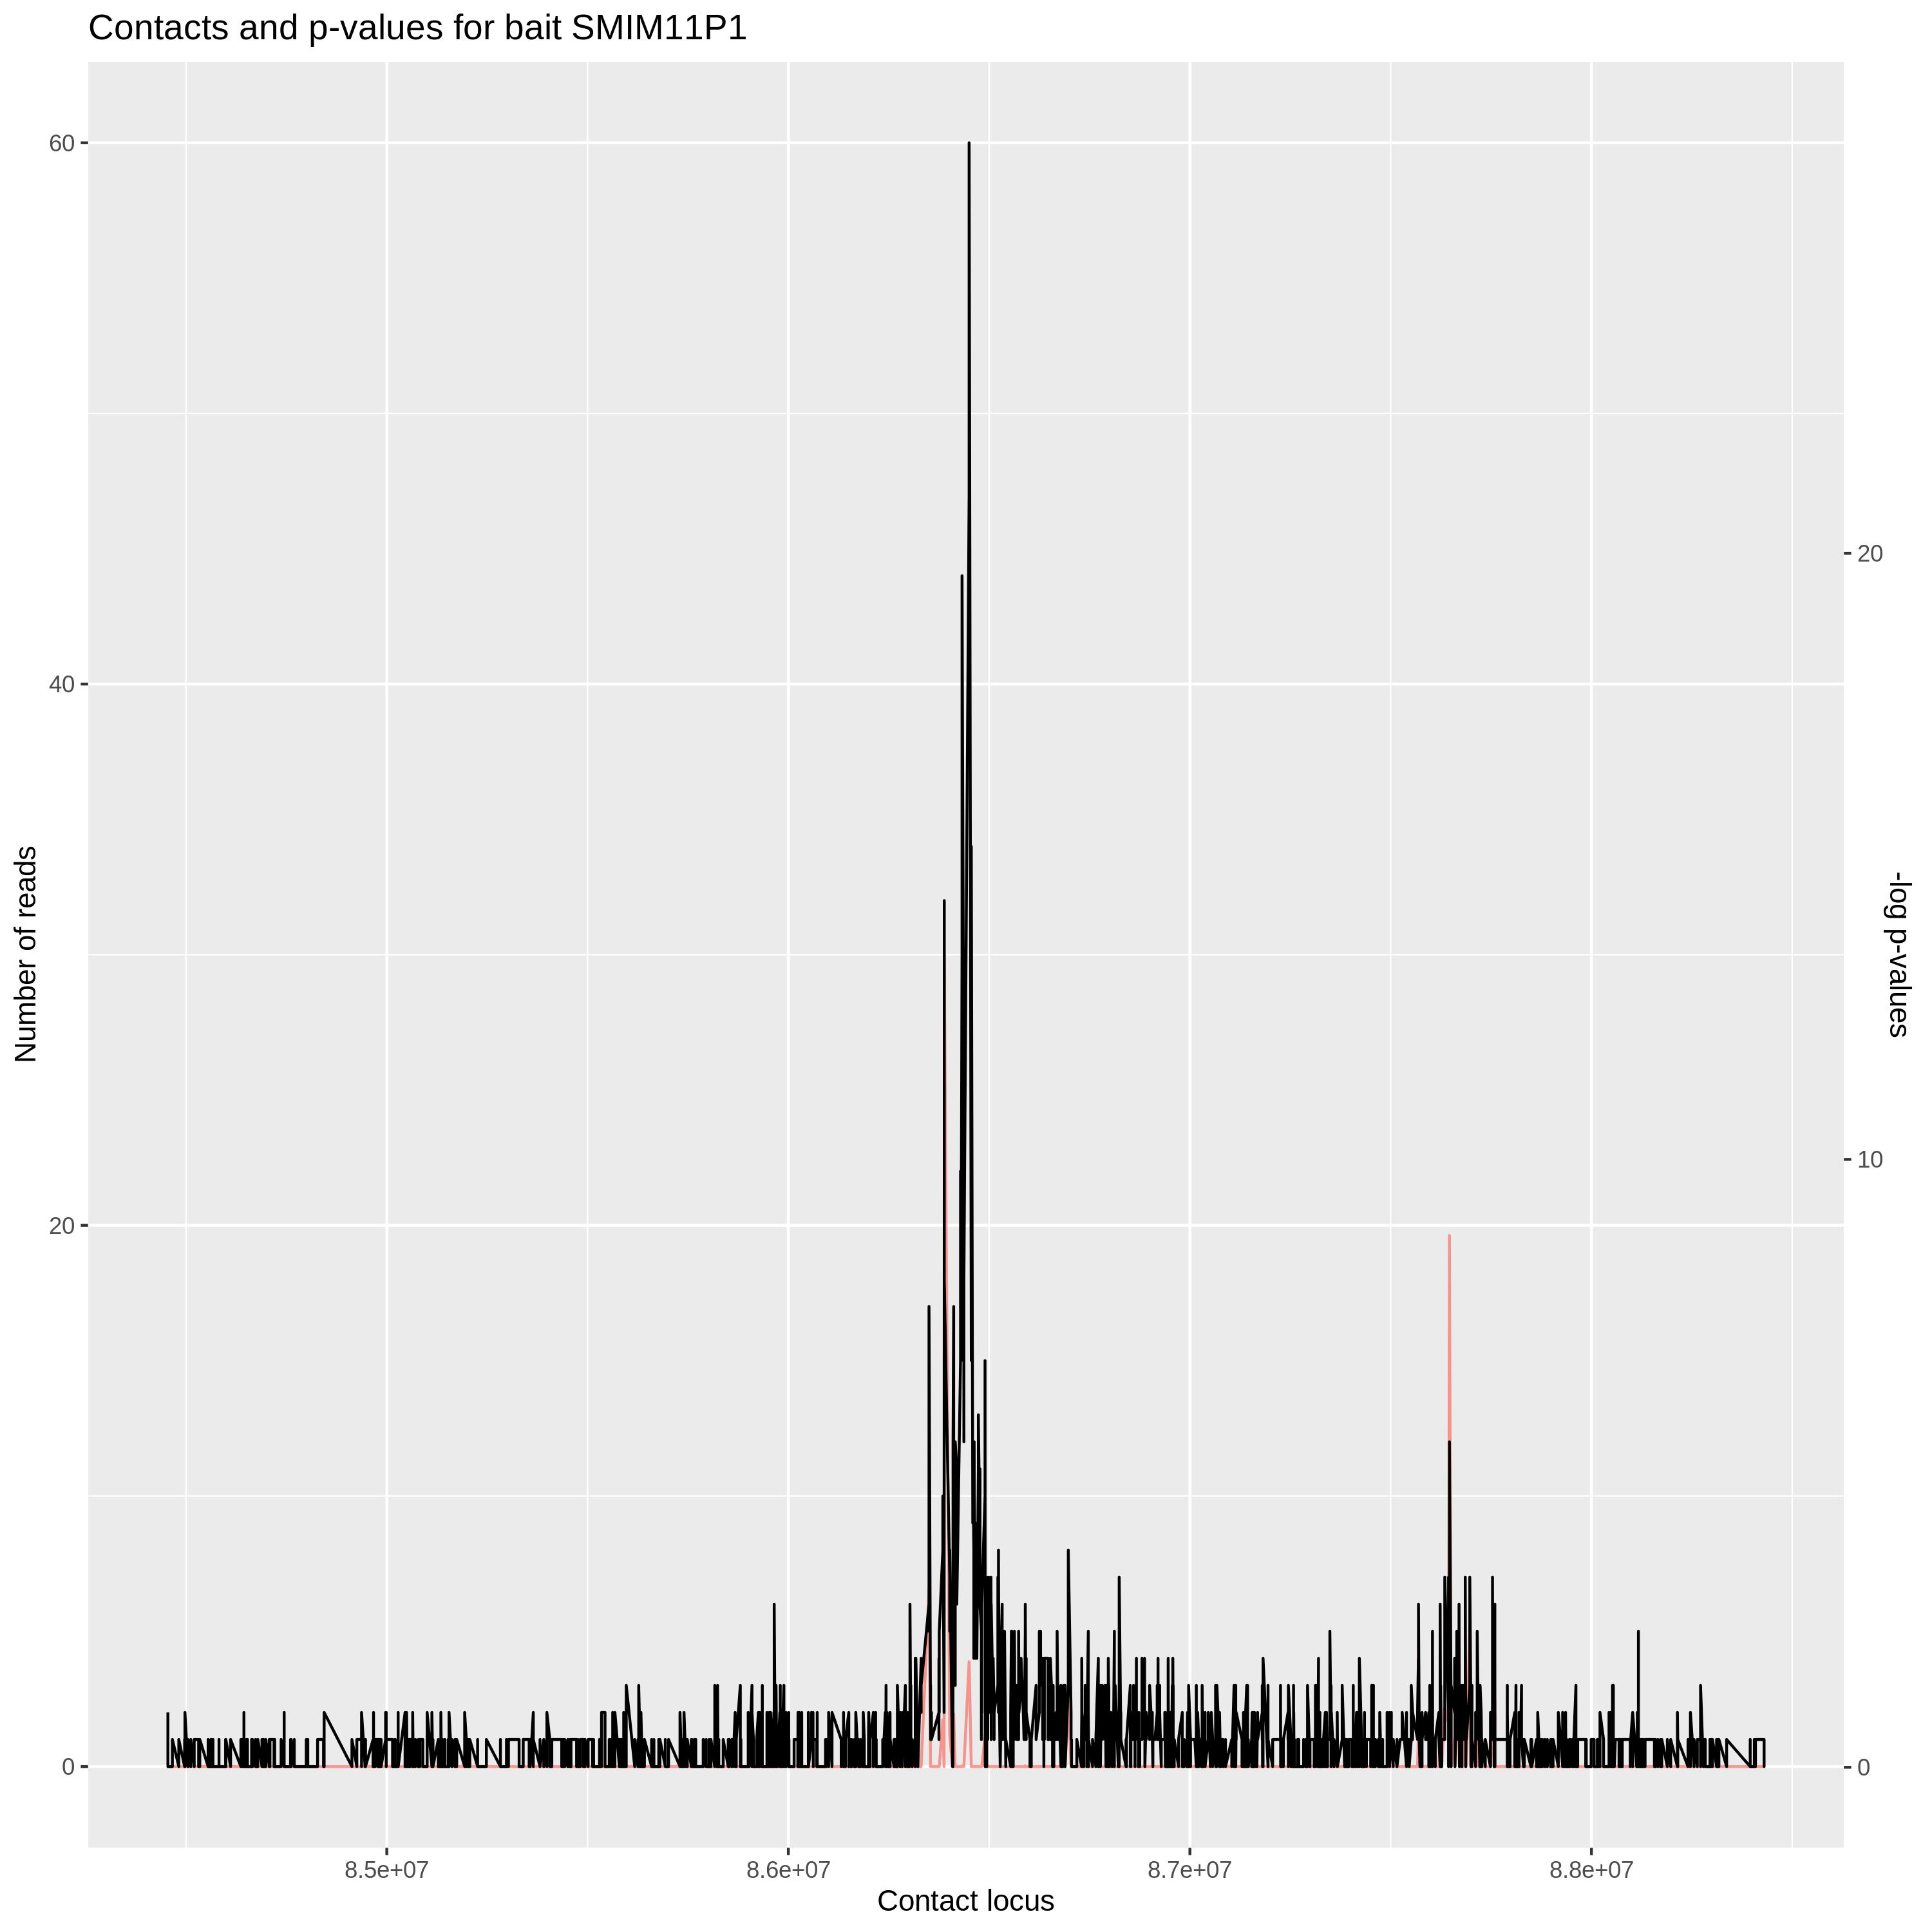 Contacts and p-values for bait SMIM11P1
60
40
20
0
Number of reads
20
10
0
-log p-values
8.5e+07
8.6e+07
8.7e+07
8.8e+07
Contact locus